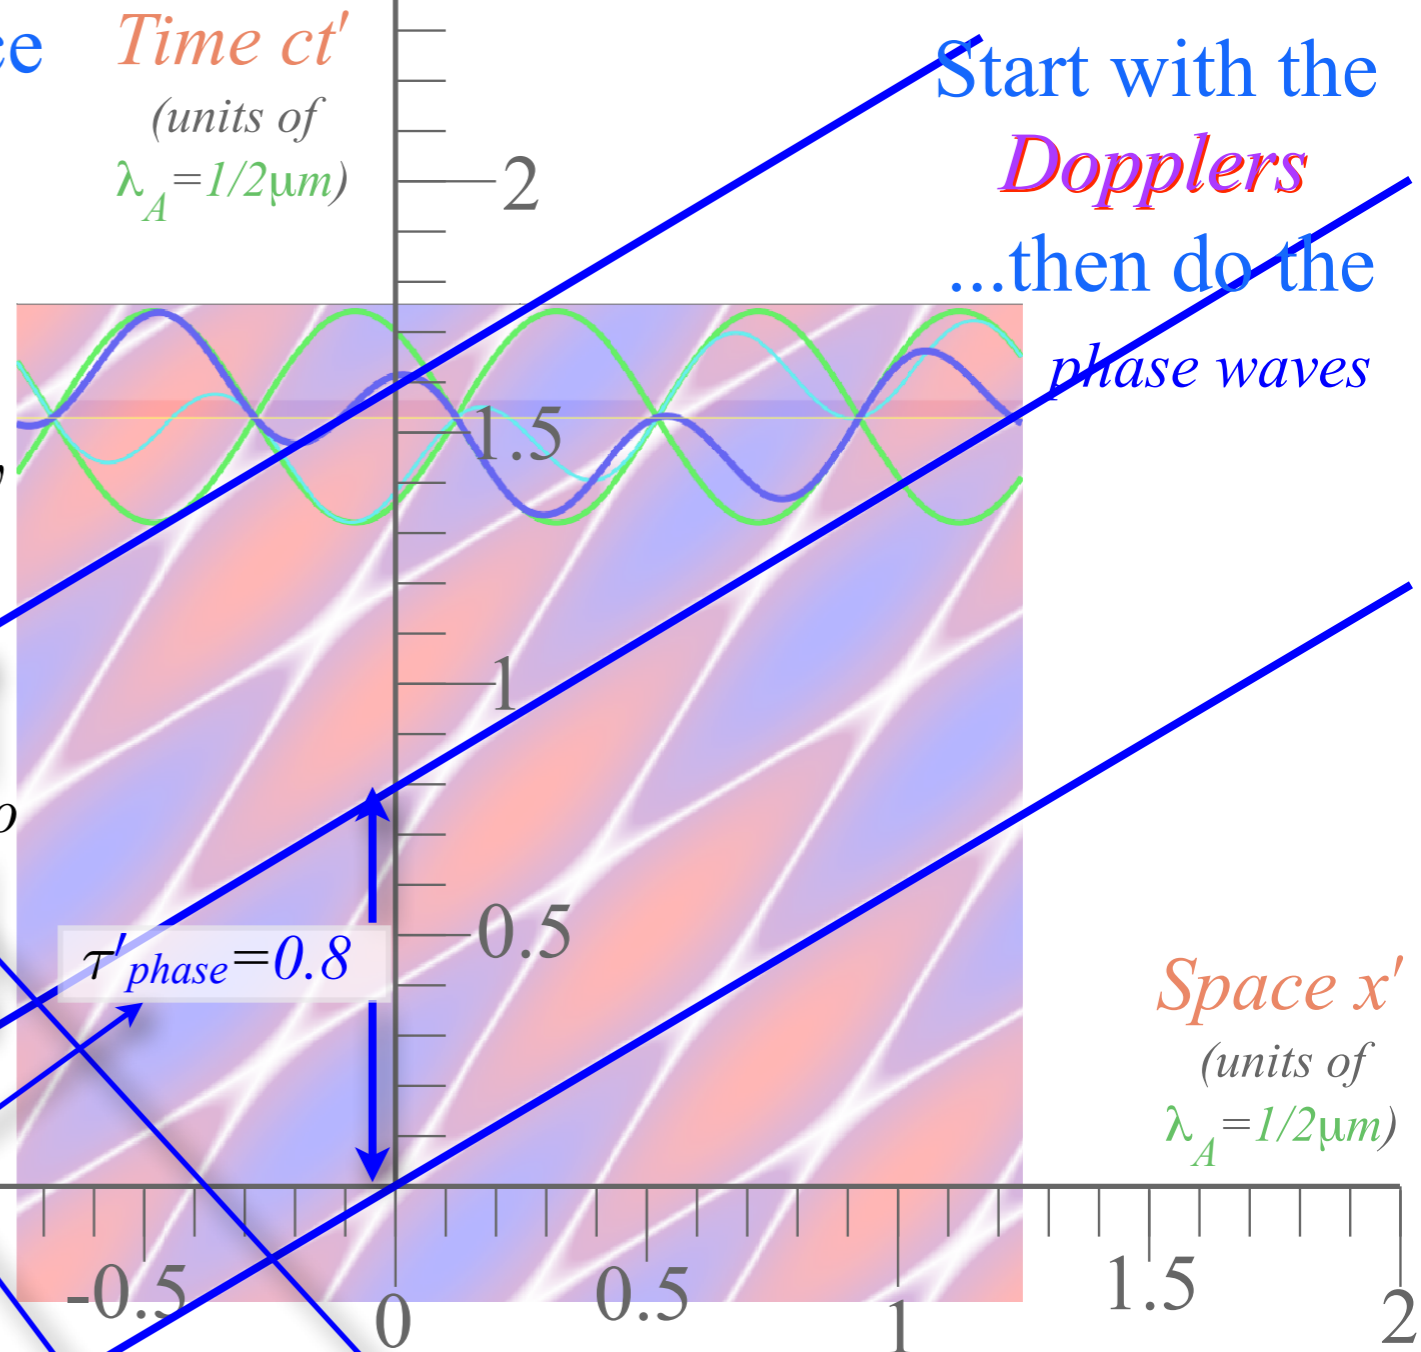 ce
Time ct′
(units of
λA=1/2μm)
Start with the
Dopplers
...then do the
phase waves
2
1.5
1
0.5
τ′phase=0.8
o
Space x′
(units of
λA=1/2μm)
-0.5
0
0.5
1
1.5
2